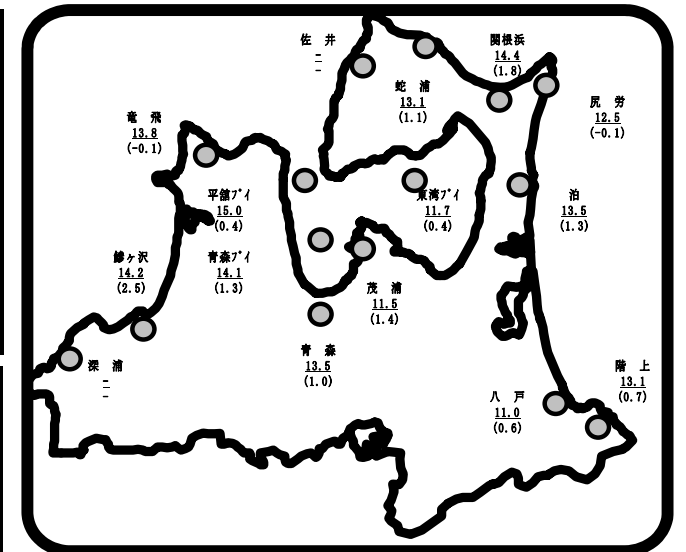 佐 井
-
-
関根浜
14.4
(1.8)
蛇 浦
13.1
(1.1)
尻 労
12.5
(-0.1)
竜 飛
13.8
(-0.1)
平舘ﾌﾞｲ
15.0
(0.4)
東湾ﾌﾞｲ
11.7
(0.4)
泊
13.5
(1.3)
鰺ヶ沢
14.2
(2.5)
青森ﾌﾞｲ
14.1
(1.3)
茂 浦
11.5
(1.4)
青 森
13.5
(1.0)
深 浦
-
-
階 上
13.1
(0.7)
八 戸
11.0
(0.6)